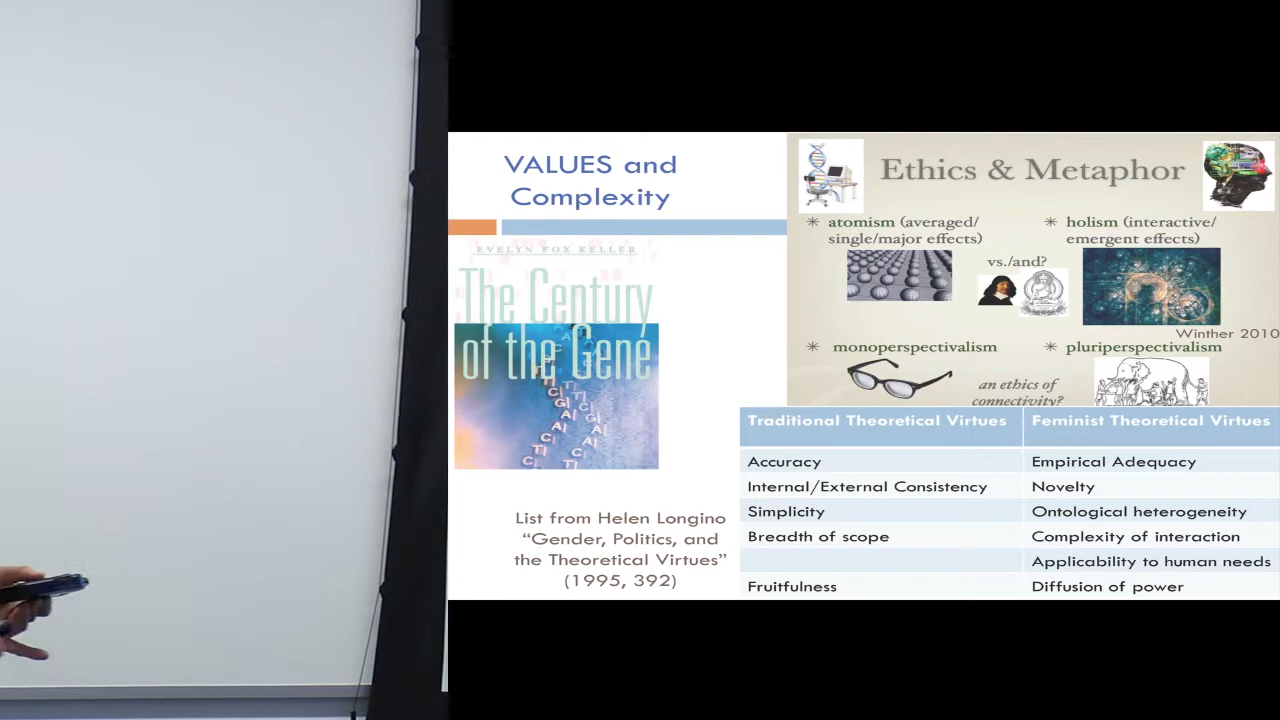 VALUES and
Complexity
EVELYN FOX KELLER
The Century
of the Gene
List from Helen Longino
“Gender, Politics, and
the Theoretical Virtues”
(1995, 392)
Ethics & Metaphor
atomism (averaged/
single/major effects)
holism (interactive/
emergent effects)
vs./and?
Winther 2010
monoperspectivalism
pluriperspectivalism
an ethics of
connectivity?
Traditional Theoretical Virtues Feminist Theoretical Virtues
Accuracy Empirical Adequacy
Internal/External Consistency Novelty
Simplicity Ontological heterogeneity
Breadth of scope Complexity of interaction
Applicability to human needs
Fruitfulness Diffusion of power